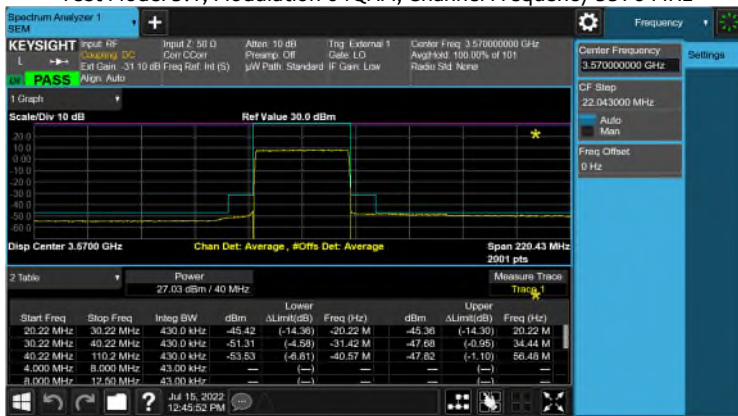 Spectrum Analyzer 1
SEM
+
Frequency
KEYSIGHT
Input: RF
Coupling: DC
Ext Gain: -31.10 dB
Align: Auto
Input Z: 50 Ω
Corr CCorr
Freq Ref: Int (S)
Atten: 10 dB
Preamp: Off
µW Path: Standard
Trig: External 1
Gate: LO
IF Gain: Low
Center Freq: 3.570000000 GHz
Avg|Hold: 100.00% of 101
Radio Std: None
L
PASS
Center Frequency
3.570000000 GHz
Settings
CF Step
22.043000 MHz
Auto
Man
Freq Offset
0 Hz
1 Graph
Scale/Div 10 dB
Ref Value 30.0 dBm
20.0
10.0
0.00
-10.0
-20.0
-30.0
-40.0
-50.0
-60.0
Disp Center 3.5700 GHz
Chan Det: Average , #Offs Det: Average
Span 220.43 MHz
2001 pts
2 Table
Power
27.03 dBm / 40 MHz
Measure Trace
Trace 1
Lower
Upper
Start Freq Stop Freq Integ BW dBm ΔLimit(dB) Freq (Hz) dBm ΔLimit(dB) Freq (Hz)
20.22 MHz 30.22 MHz 430.0 kHz -45.42 (-14.36) -20.22 M -45.36 (-14.30) 20.22 M
30.22 MHz 40.22 MHz 430.0 kHz -51.31 (-4.58) -31.42 M -47.68 (-0.95) 34.44 M
40.22 MHz 110.2 MHz 430.0 kHz -53.53 (-6.81) -40.57 M -47.82 (-1.10) 56.48 M
4.000 MHz 8.000 MHz 43.00 kHz — (—) — (—)
8.000 MHz 12.50 MHz 43.00 kHz — (—) — (—)
?
Jul 15, 2022
12:45:52 PM